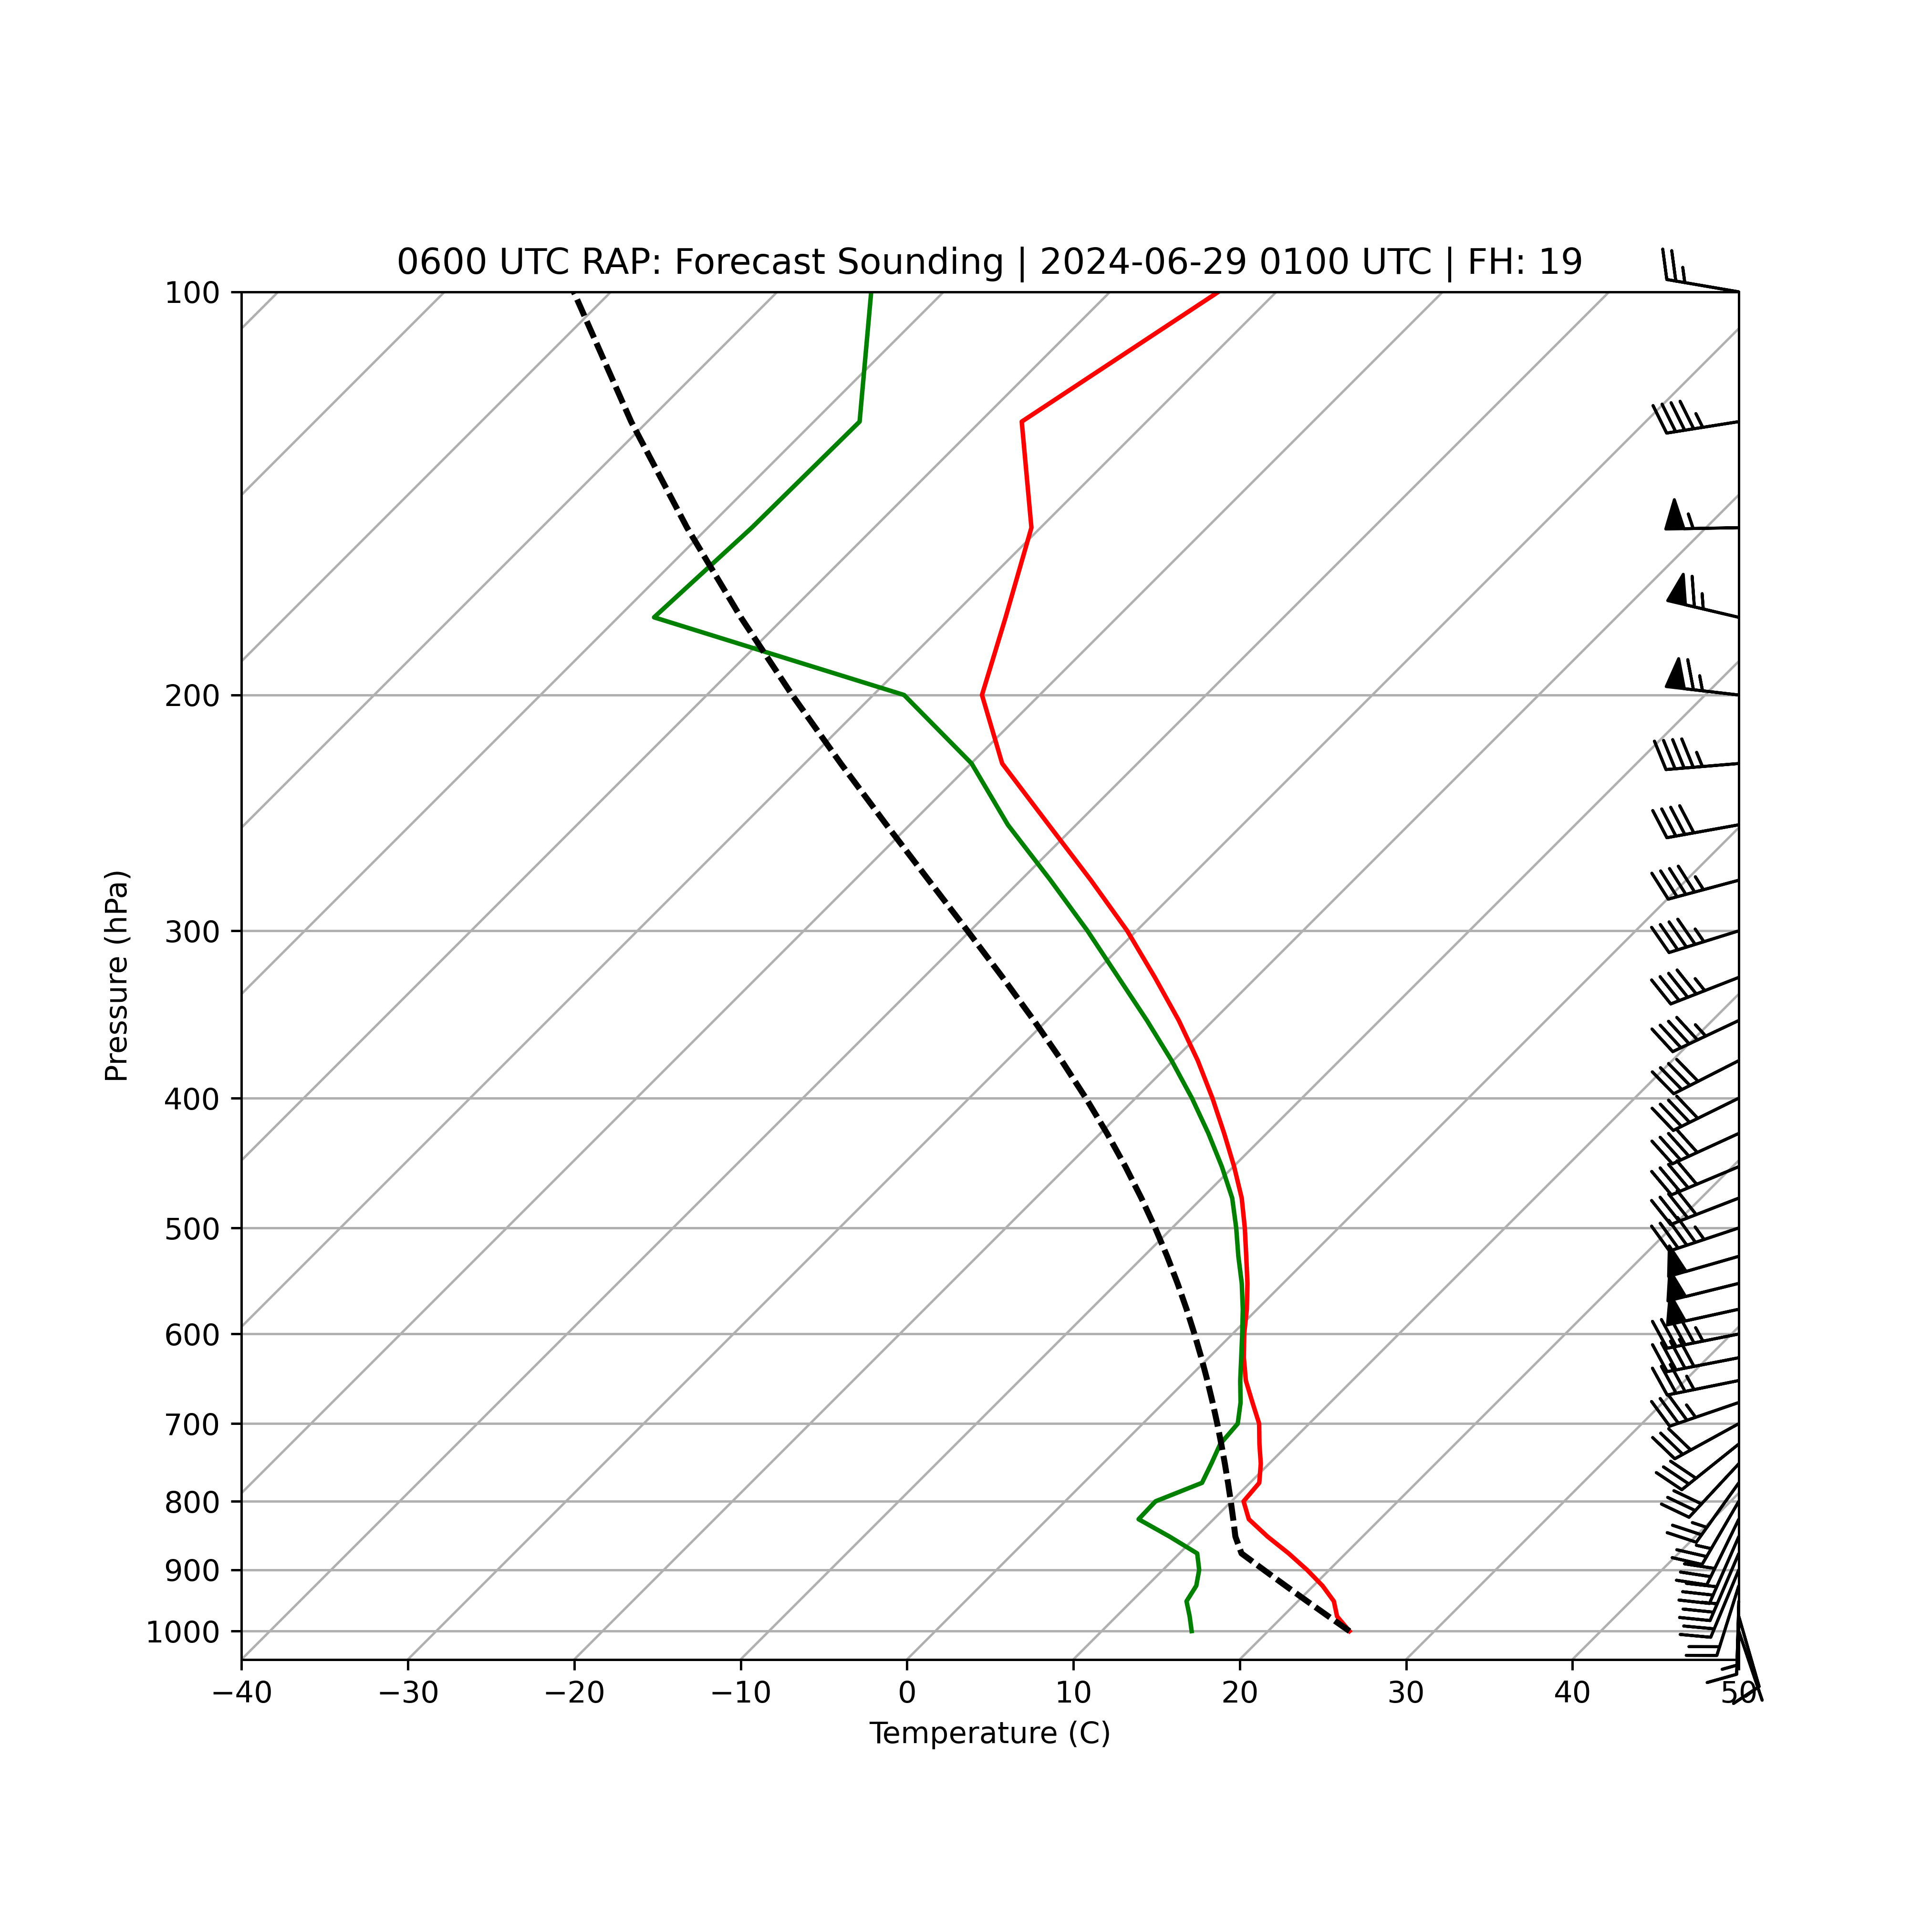 0600 UTC RAP: Forecast Sounding | 2024-06-29 0100 UTC | FH: 19
100
200
300
400
500
600
700
800
900
1000
Pressure (hPa)
−40 −30 −20 −10 0 10 20 30 40 50
Temperature (C)